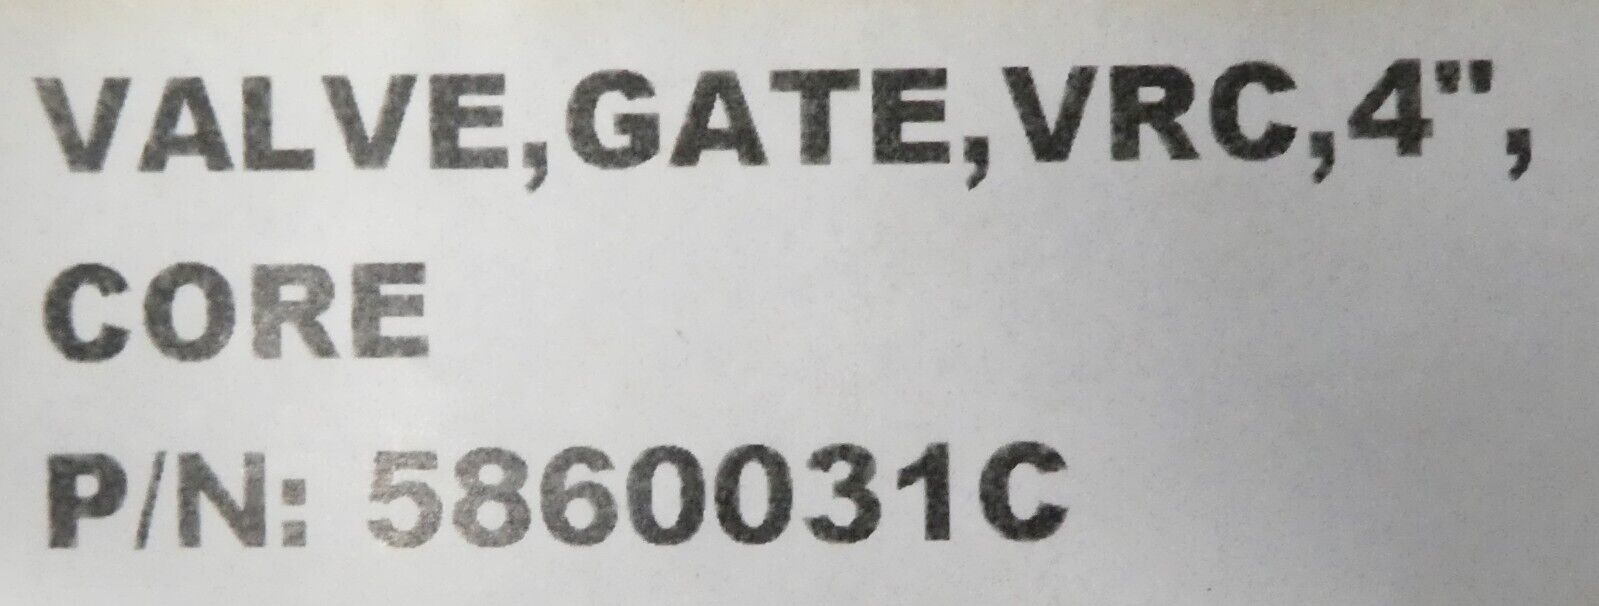 VALVE,GATE,VRC,4",
CORE
P/N: 5860031C